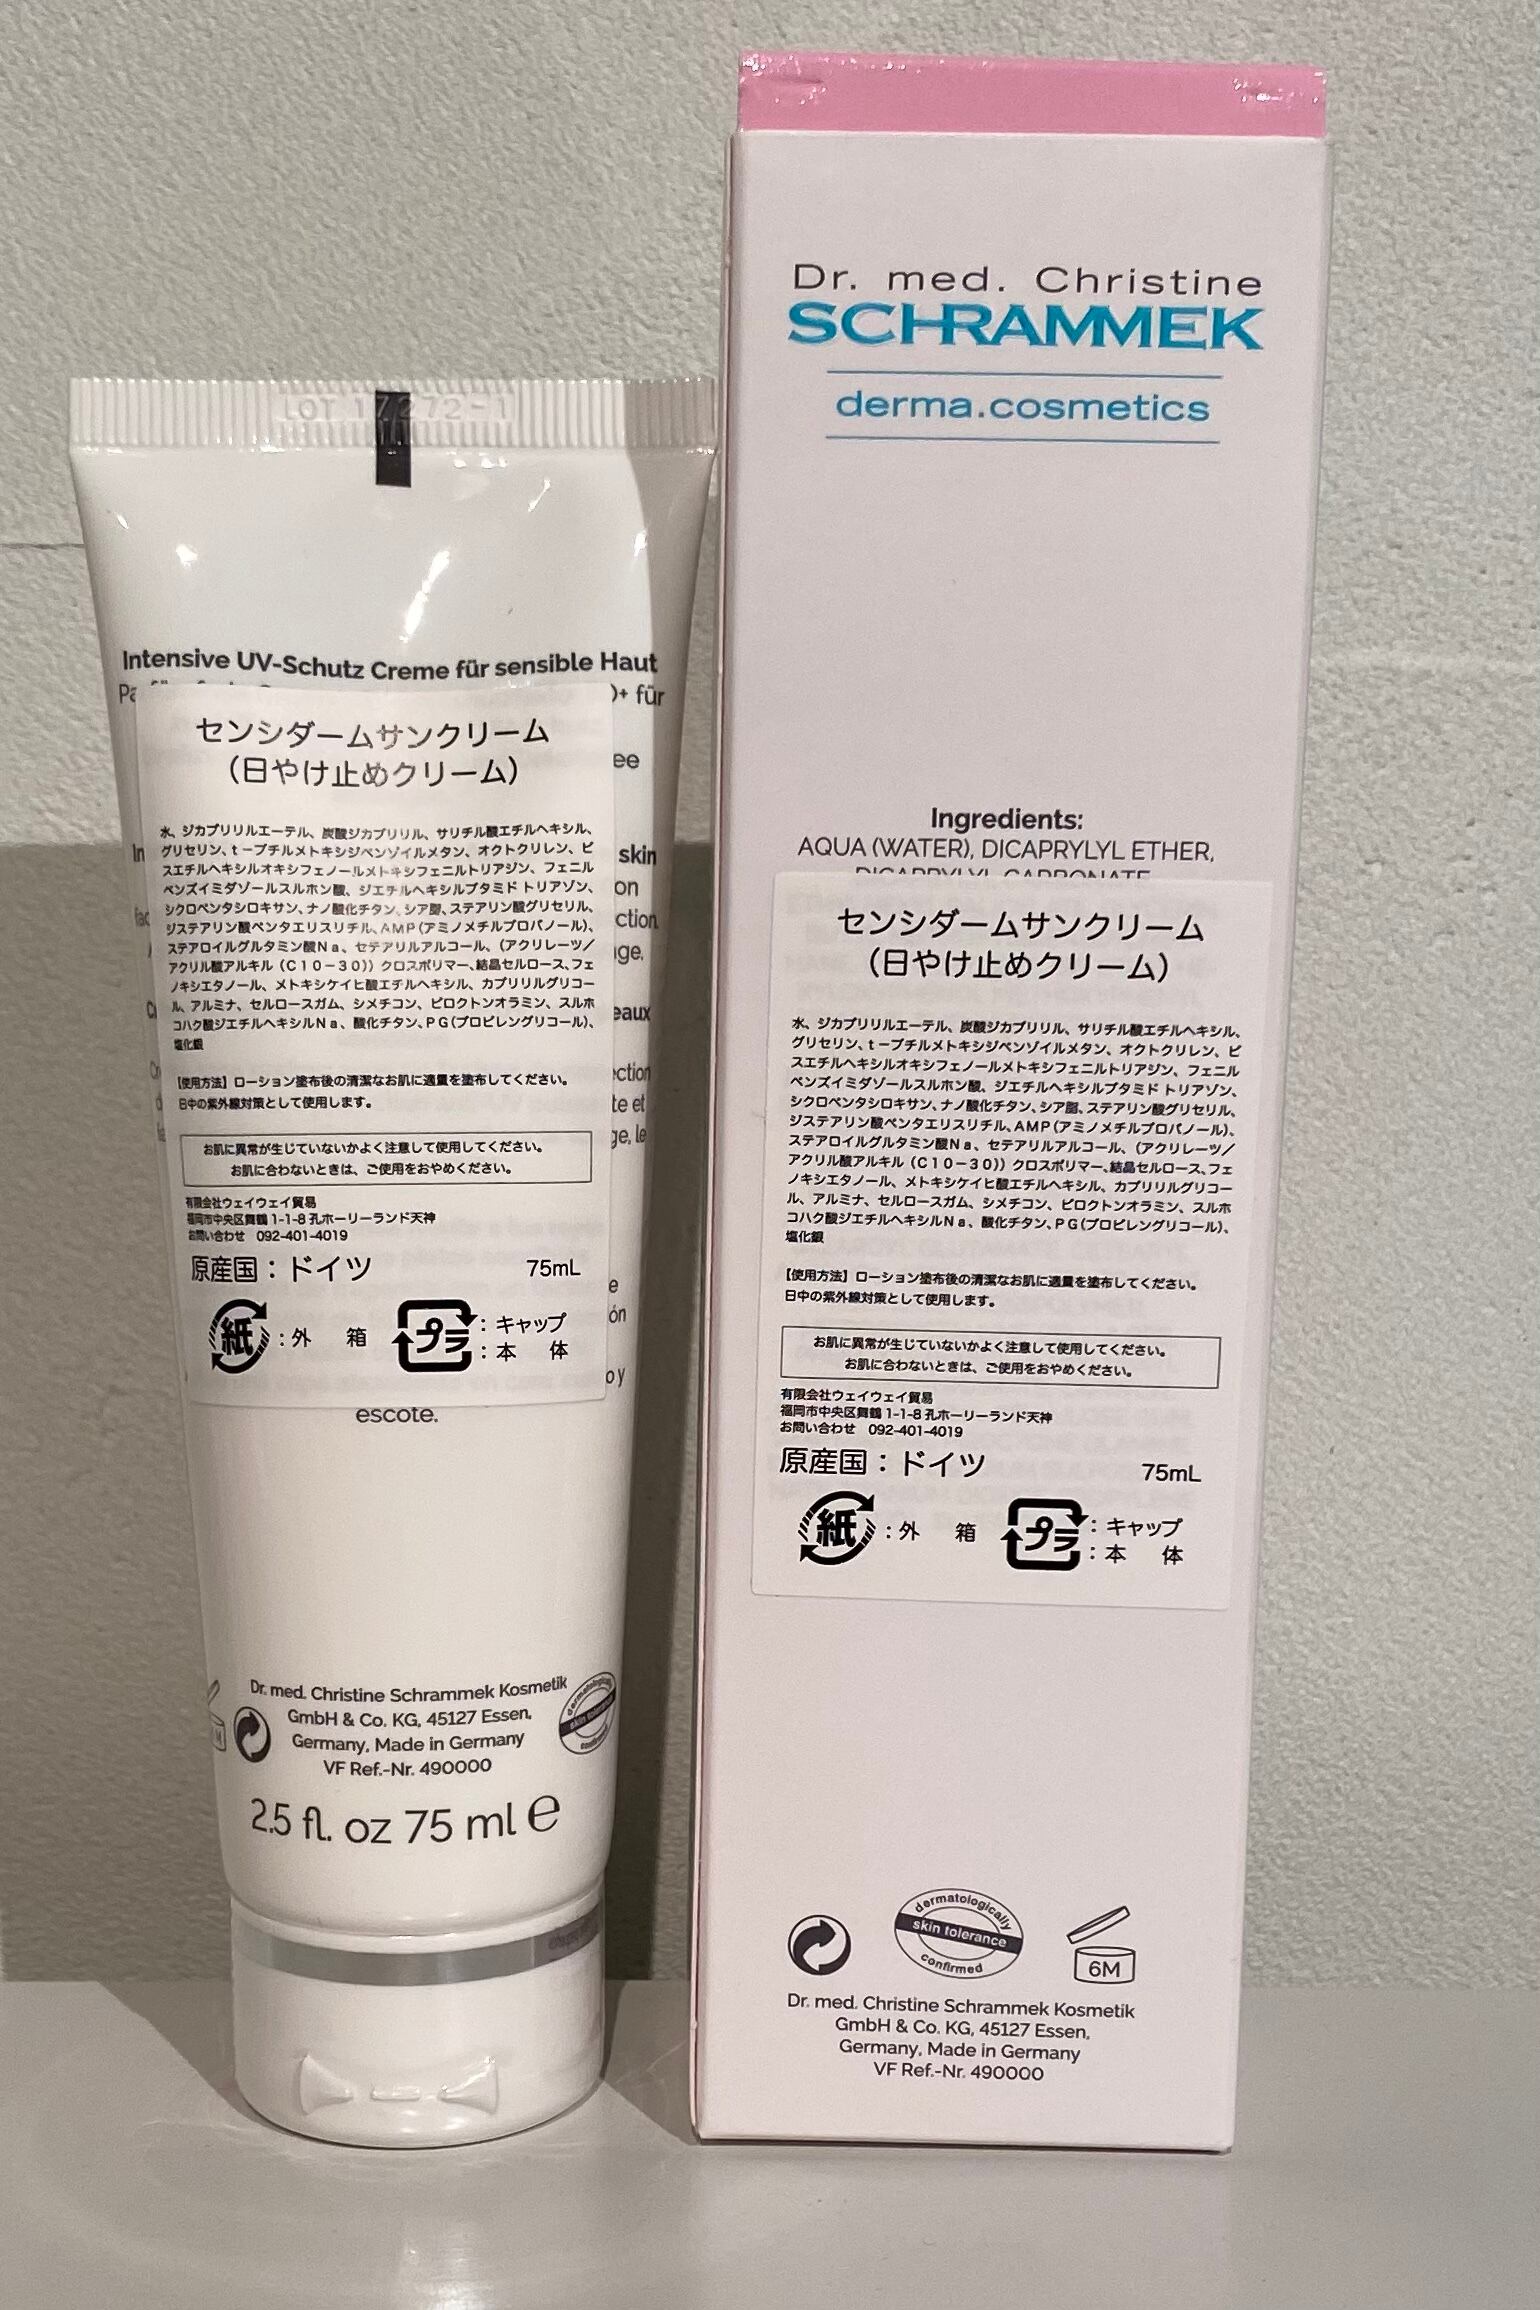 LOT 17272-1
Intensive UV-Schutz Creme für sensible Haut
für
センシダームサンクリーム
(日やけ止めクリーム)
水、ジカプリリルエーテル、炭酸ジカプリリル、サリチル酸エチルヘキシル、
グリセリン、t-ブチルメトキシジベンゾイルメタン、オクトクリレン、ビ
スエチルヘキシルオキシフェノールメトキシフェニルトリアジン、フェニル
ベンズイミダゾールスルホン酸、ジエチルヘキシルブタミド トリアゾン、
シクロペンタシロキサン、ナノ酸化チタン、シア脂、ステアリン酸グリセリル、
ジステアリン酸ペンタエリスリチル、AMP(アミノメチルプロパノール)、
ステアロイルグルタミン酸Na、セテアリルアルコール、(アクリレーツ/
アクリル酸アルキル(C10-30))クロスポリマー、結晶セルロース、フェ
ノキシエタノール、メトキシケイヒ酸エチルヘキシル、カプリリルグリコー
ル、アルミナ、セルロースガム、シメチコン、ピロクトンオラミン、スルホ
コハク酸ジエチルヘキシルNa、酸化チタン、PG(プロピレングリコール)、
塩化銀
【使用方法】ローション塗布後の清潔なお肌に適量を塗布してください。
日中の紫外線対策として使用します。
お肌に異常が生じていないかよく注意して使用してください。
お肌に合わないときは、ご使用をおやめください。
有限会社ウェイウェイ貿易
福岡市中央区舞鶴 1-1-8 孔ホーリーランド天神
お問い合わせ 092-401-4019
原産国:ドイツ 75mL
紙:外 箱 プラ:キャップ
:本 体
skin
escote.
Dr. med. Christine Schrammek Kosmetik
GmbH & Co. KG, 45127 Essen,
Germany, Made in Germany
VF Ref.-Nr. 490000
2.5 fl. oz 75 ml e
dermatologically
skin tolerance
confirmed
Dr. med. Christine
SCHRAMMEK
derma.cosmetics
Ingredients:
AQUA (WATER), DICAPRYLYL ETHER,
DICAPRYLYL CARBONATE,
センシダームサンクリーム
(日やけ止めクリーム)
水、ジカプリリルエーテル、炭酸ジカプリリル、サリチル酸エチルヘキシル、
グリセリン、t-ブチルメトキシジベンゾイルメタン、オクトクリレン、ビ
スエチルヘキシルオキシフェノールメトキシフェニルトリアジン、フェニル
ベンズイミダゾールスルホン酸、ジエチルヘキシルブタミド トリアゾン、
シクロペンタシロキサン、ナノ酸化チタン、シア脂、ステアリン酸グリセリル、
ジステアリン酸ペンタエリスリチル、AMP(アミノメチルプロパノール)、
ステアロイルグルタミン酸Na、セテアリルアルコール、(アクリレーツ/
アクリル酸アルキル(C10-30))クロスポリマー、結晶セルロース、フェ
ノキシエタノール、メトキシケイヒ酸エチルヘキシル、カプリリルグリコー
ル、アルミナ、セルロースガム、シメチコン、ピロクトンオラミン、スルホ
コハク酸ジエチルヘキシルNa、酸化チタン、PG(プロピレングリコール)、
塩化銀
【使用方法】ローション塗布後の清潔なお肌に適量を塗布してください。
日中の紫外線対策として使用します。
お肌に異常が生じていないかよく注意して使用してください。
お肌に合わないときは、ご使用をおやめください。
有限会社ウェイウェイ貿易
福岡市中央区舞鶴 1-1-8 孔ホーリーランド天神
お問い合わせ 092-401-4019
原産国:ドイツ 75mL
紙:外 箱 プラ:キャップ
:本 体
dermatologically
skin tolerance
confirmed
6M
Dr. med. Christine Schrammek Kosmetik
GmbH & Co. KG, 45127 Essen,
Germany, Made in Germany
VF Ref.-Nr. 490000